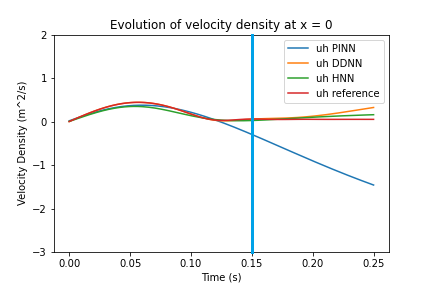 Evolution of velocity density at x = 0
Velocity Density (m^2/s)
2
1
0
−1
−2
−3
uh PINN
uh DDNN
uh HNN
uh reference
0.00 0.05 0.10 0.15 0.20 0.25
Time (s)